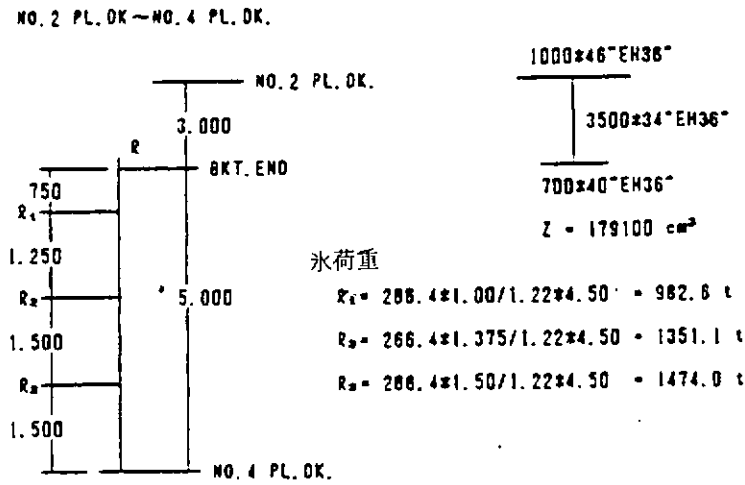 NO. 2 PL. DK~NO. 4 PL. DK.
NO. 2 PL. DK.
3.000
R
BKT. END
750
R₁
1.250
R₂
5.000
1.500
R₃
1.500
NO. 4 PL. DK.
1000*46"EH36"
3500*34"EH36"
700*40"EH36"
Z = 179100 cm³
氷荷重
R₁= 266.4*1.00/1.22*4.50 = 982.6 t
R₂= 266.4*1.375/1.22*4.50 = 1351.1 t
R₃= 266.4*1.50/1.22*4.50 = 1474.0 t